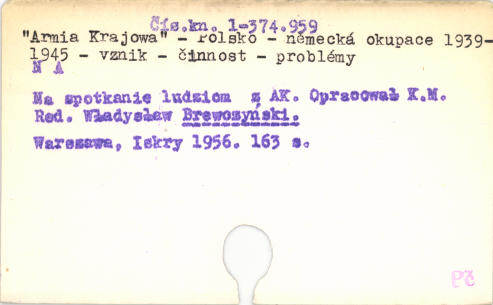 Čís.kn. 1-374.959
"Armia Krajowa" - Polsko - německá okupace 1939-
1945 - vznik - činnost - problémy
N A
Na spotkanie ludziom z AK. Opracował K.M.
Red. Władysław Brewoszyński.
Warszawa, Iskry 1956. 163 s.
Pč